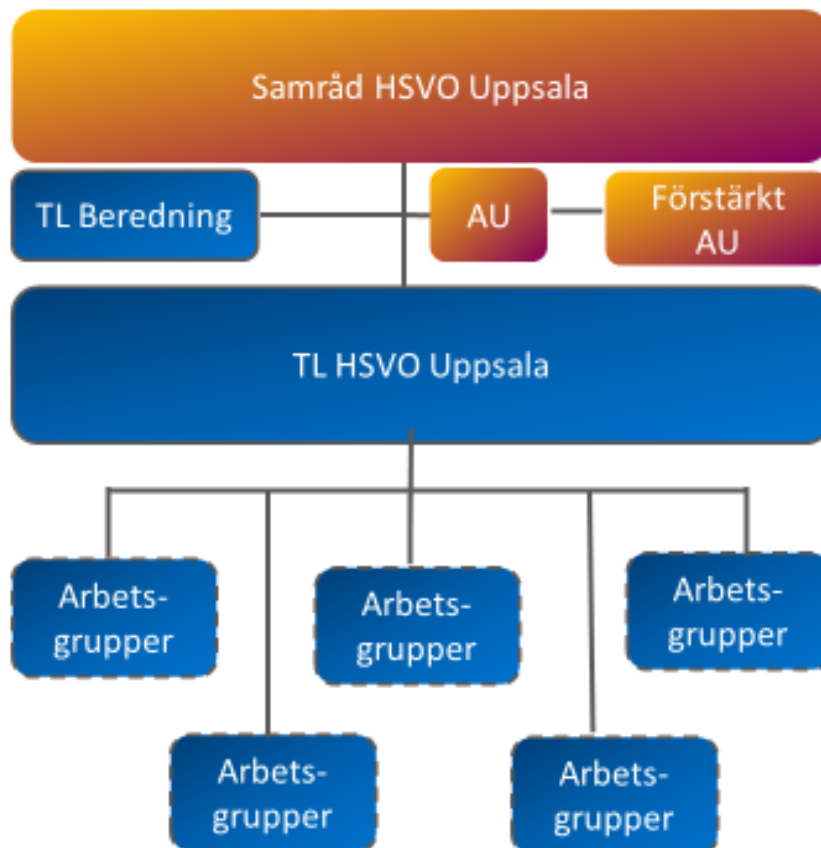 Samråd HSVO Uppsala
TL Beredning
AU
Förstärkt
AU
TL HSVO Uppsala
Arbets-
grupper
Arbets-
grupper
Arbets-
grupper
Arbets-
grupper
Arbets-
grupper